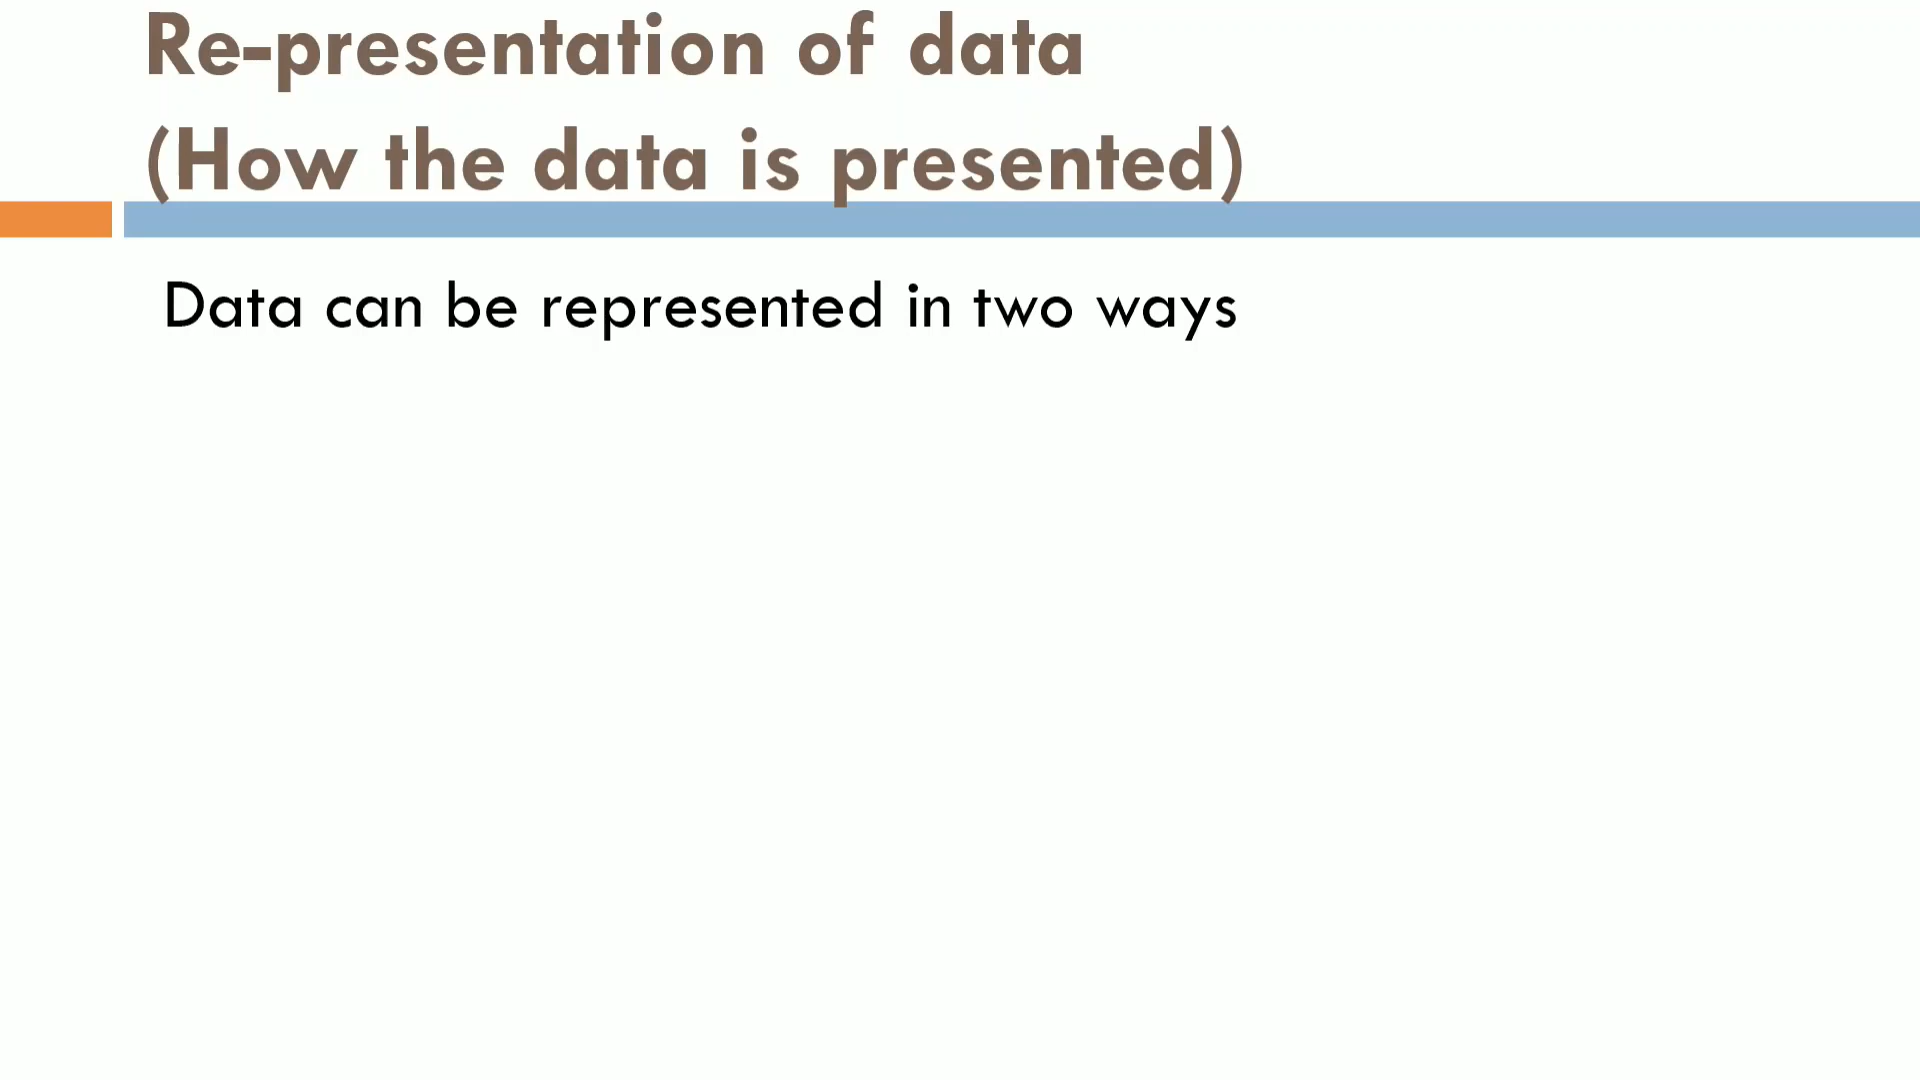 Re-presentation of data
(How the data is presented)
Data can be represented in two ways